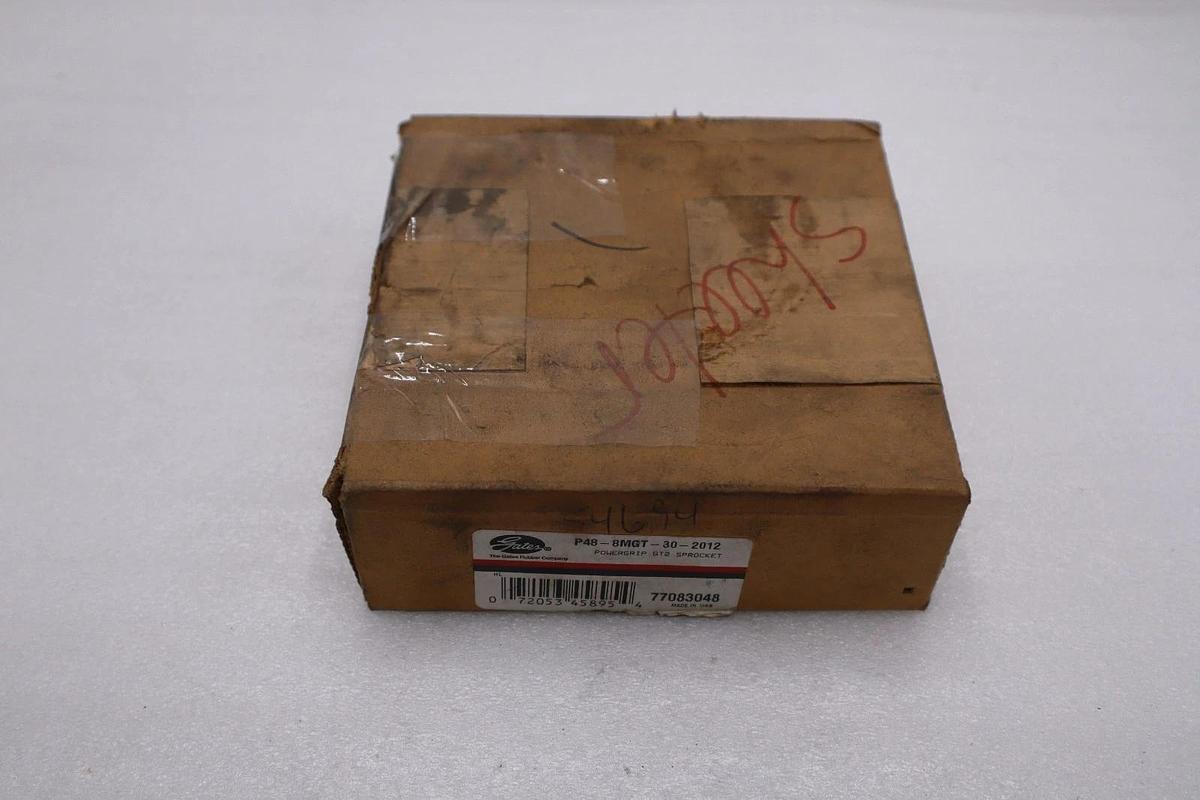 4694
Gates®
The Gates Rubber Company
P48-8MGT-30-2012
POWERGRIP GT2 SPROCKET
HL
0 72053 45895 4
77083048
MADE IN USA